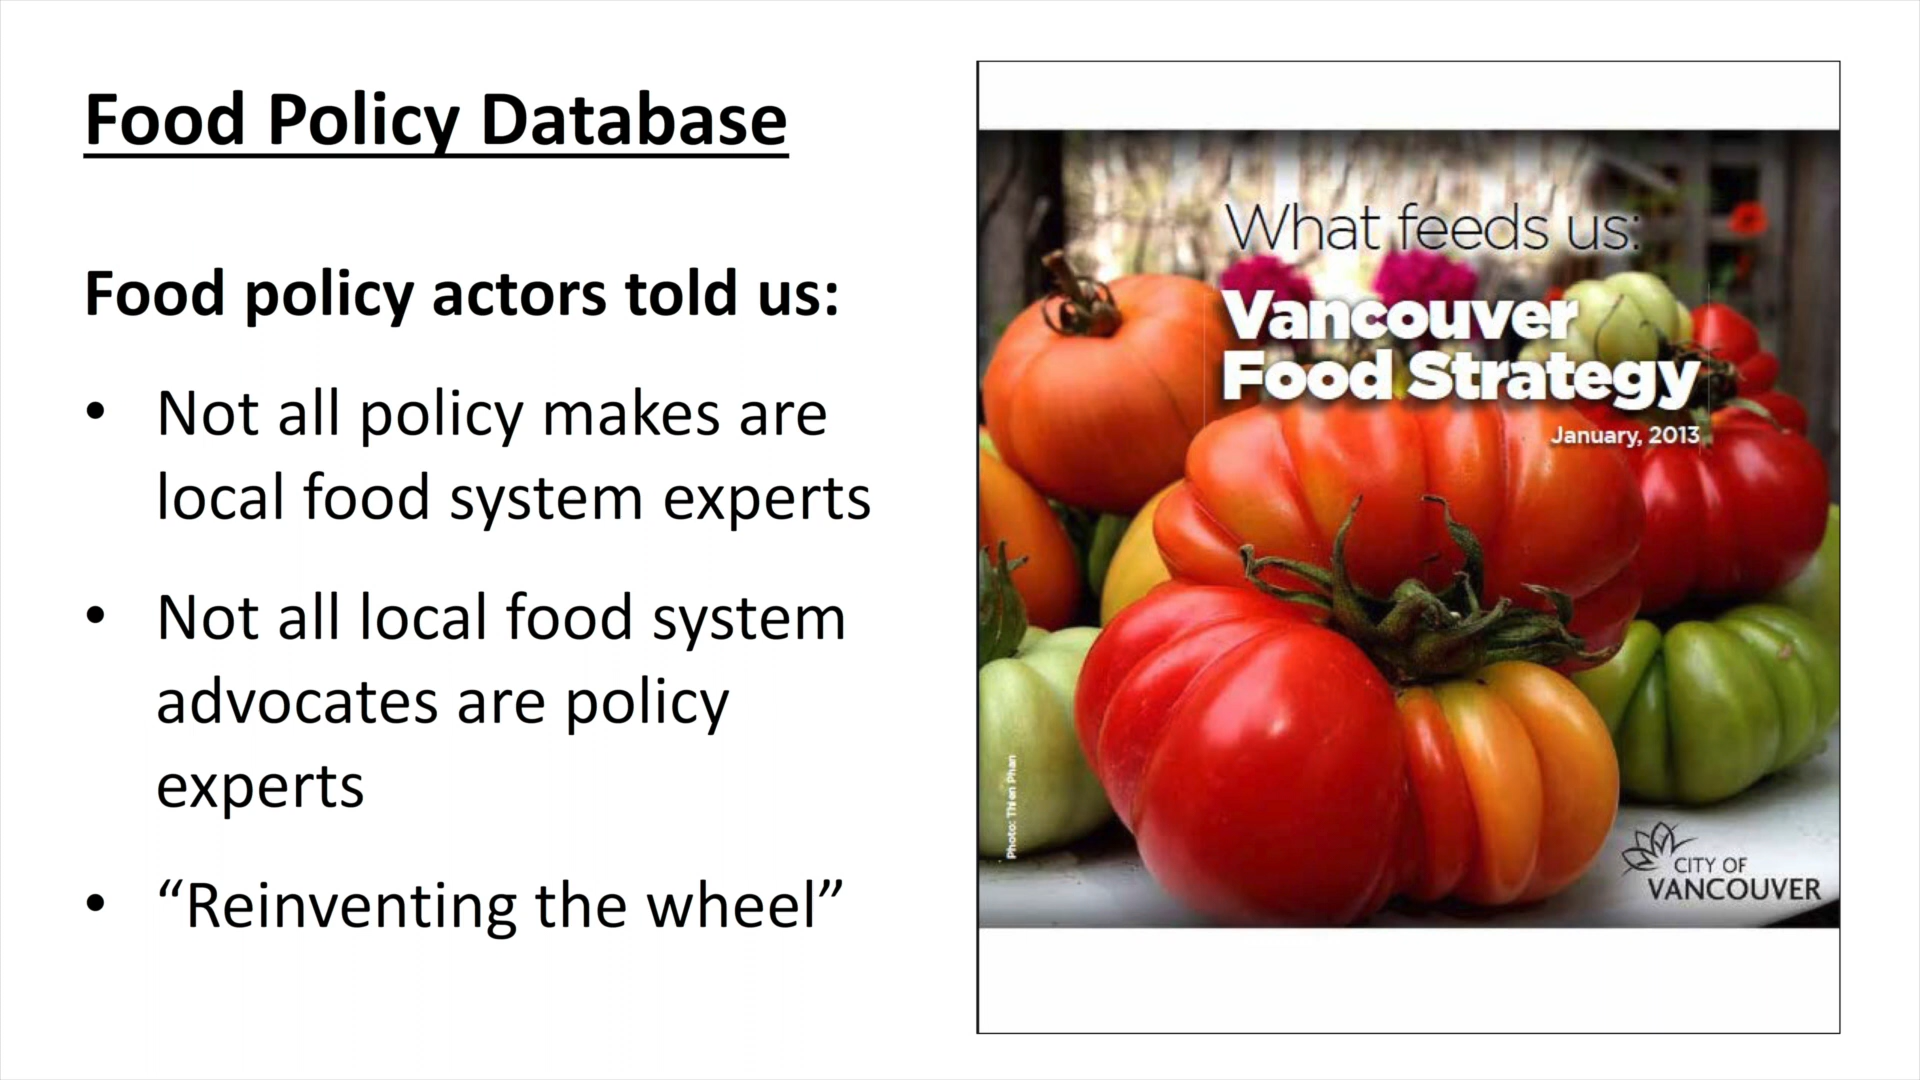 Food Policy Database
Food policy actors told us:
• Not all policy makes are
local food system experts
• Not all local food system
advocates are policy
experts
• “Reinventing the wheel”
What feeds us:
Vancouver
Food Strategy
January, 2013
Photo: Thien Phan
CITY OF
VANCOUVER